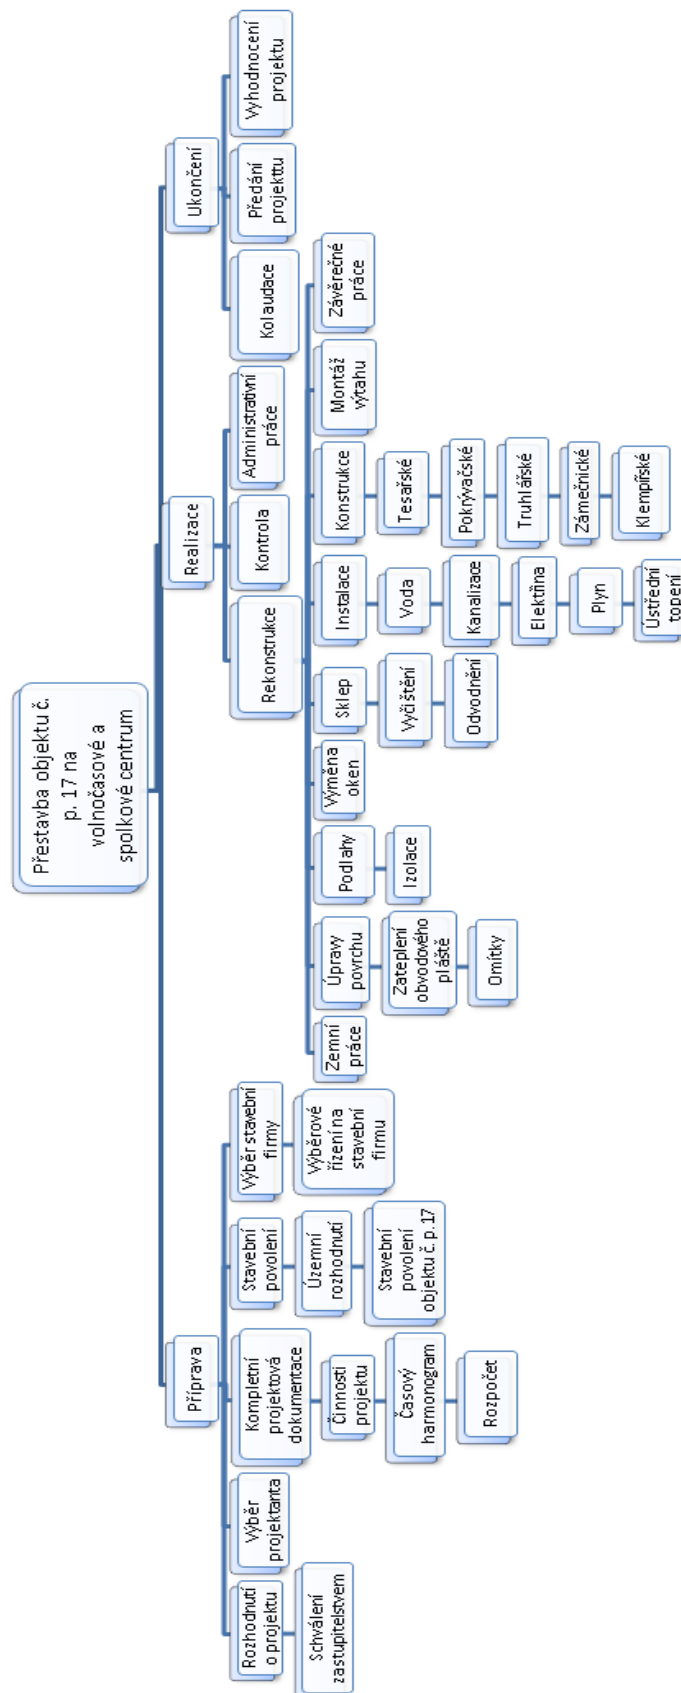 Přestavba objektu č.
p. 17 na
volnočasové a
spolkové centrum
Příprava
Rozhodnutí
o projektu
Schválení
zastupitelstvem
Výběr
projektanta
Kompletní
projektová
dokumentace
Činnosti
projektu
Časový
harmonogram
Rozpočet
Stavební
povolení
Územní
rozhodnutí
Stavební
povolení
objektu č. p.17
Výběr stavební
firmy
Výběrové
řízení na
stavební
firmu
Realizace
Rekonstrukce
Zemní
práce
Úpravy
povrchu
Zateplení
obvodového
pláště
Omítky
Podlahy
Izolace
Výměna
oken
Sklep
Vyčištění
Odvodnění
Instalace
Voda
Kanalizace
Elektřina
Plyn
Ústřední
topení
Konstrukce
Tesařské
Pokrývačské
Truhlářské
Zámečnické
Klempířské
Montáž
výtahu
Závěrečné
práce
Kontrola
Administrativní
práce
Ukončení
Kolaudace
Předání
projekttu
Vyhodnocení
projektu